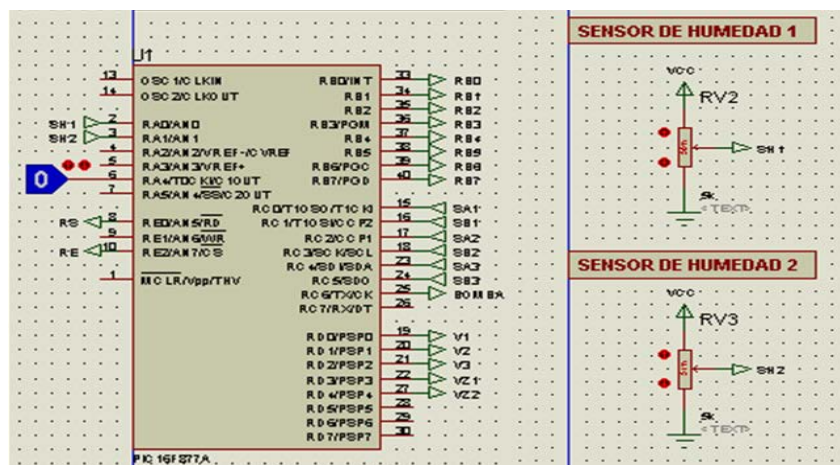 U1
13 OSC1/CLKIN
14 OSC2/CLKOUT
SH1 2 RA0/AN0
SH2 3 RA1/AN1
4 RA2/AN2/VREF-/CVREF
5 RA3/AN3/VREF+
0 6 RA4/T0CKI/C1OUT
7 RA5/AN4/SS/C2OUT
RS 8 RE0/AN5/RD
9 RE1/AN6/WR
RE 10 RE2/AN7/CS
1 MCLR/Vpp/THV
RB0/INT 33 RB0
RB1 34 RB1
RB2 35 RB2
RB3/PGM 36 RB3
RB4 37 RB4
RB5 38 RB5
RB6/PGC 39 RB6
RB7/PGD 40 RB7
RC0/T1OSO/T1CKI 15 SA1
RC1/T1OSI/CCP2 16 SB1
RC2/CCP1 17 SA2
RC3/SCK/SCL 18 SB2
RC4/SDI/SDA 23 SA3
RC5/SDO 24 SB3
RC6/TX/CK 25 BOMBA
RC7/RX/DT 26
RD0/PSP0 19 V1
RD1/PSP1 20 V2
RD2/PSP2 21 V3
RD3/PSP3 22 VZ1
RD4/PSP4 27 VZ2
RD5/PSP5 28
RD6/PSP6 29
RD7/PSP7 30
PIC16F877A
SENSOR DE HUMEDAD 1
VCC
RV2
SH1
5k
<TEXT>
SENSOR DE HUMEDAD 2
VCC
RV3
SH2
5k
<TEXT>